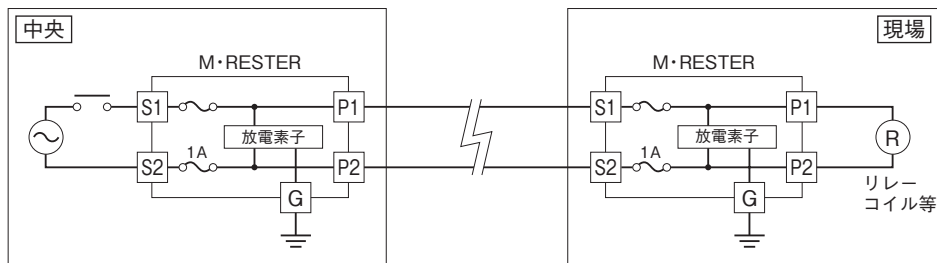 中央
現場
M・RESTER
M・RESTER
S1
P1
S1
P1
放電素子
放電素子
R
1A
1A
S2
P2
S2
P2
リレー
コイル等
G
G